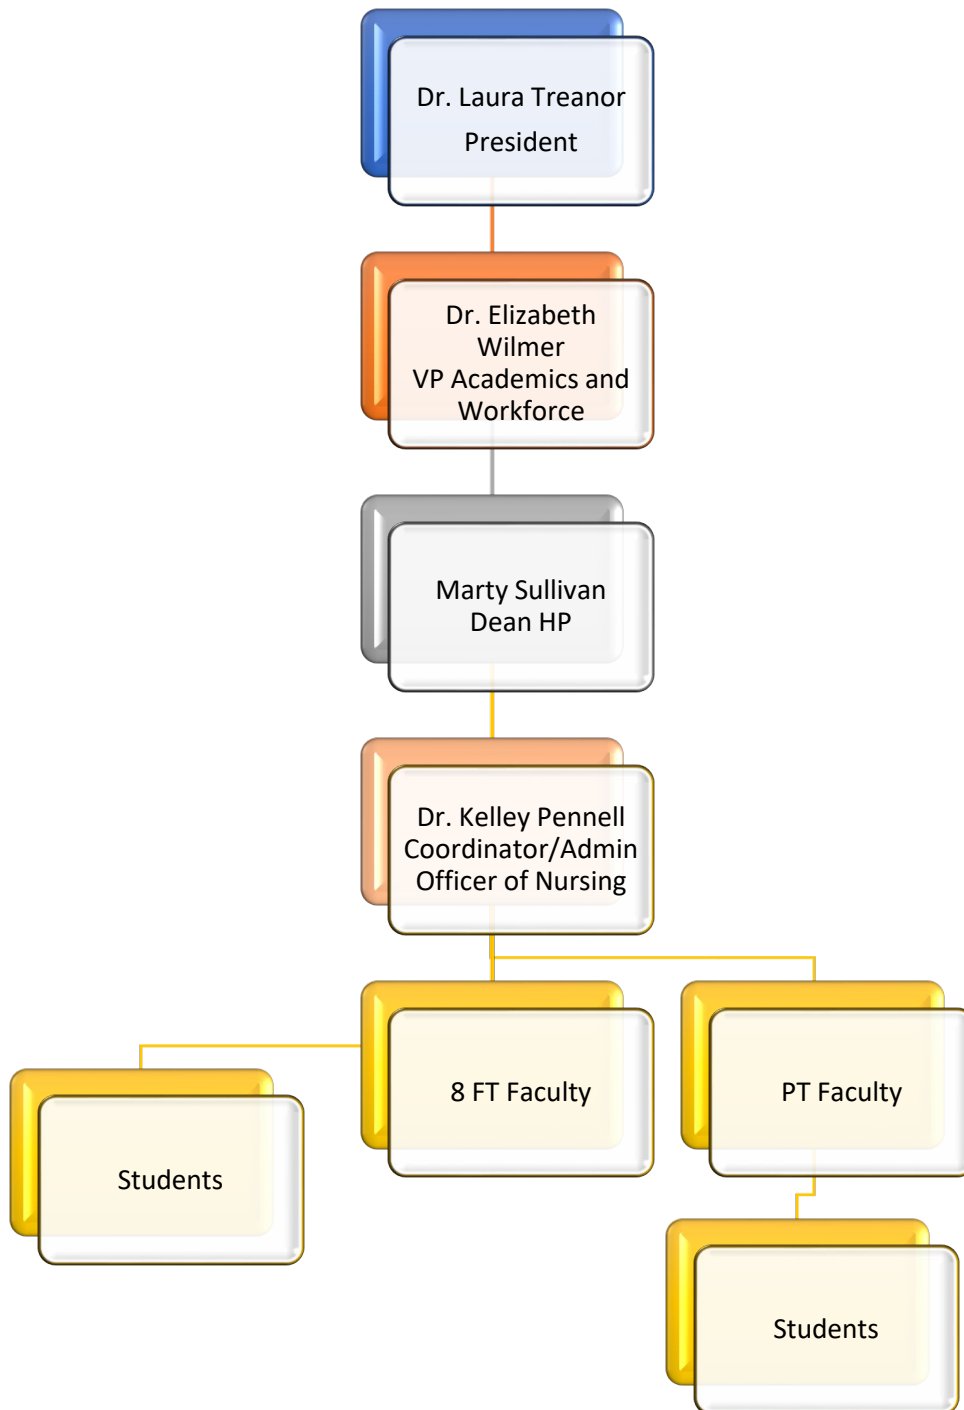 Dr. Laura Treanor
President
Dr. Elizabeth
Wilmer
VP Academics and
Workforce
Marty Sullivan
Dean HP
Dr. Kelley Pennell
Coordinator/Admin
Officer of Nursing
8 FT Faculty
PT Faculty
Students
Students